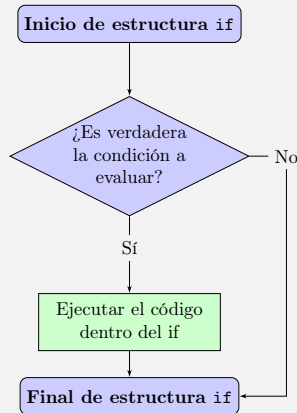 Inicio de estructura if
¿Es verdadera
la condición a
evaluar?
No
Sí
Ejecutar el código
dentro del if
Final de estructura if